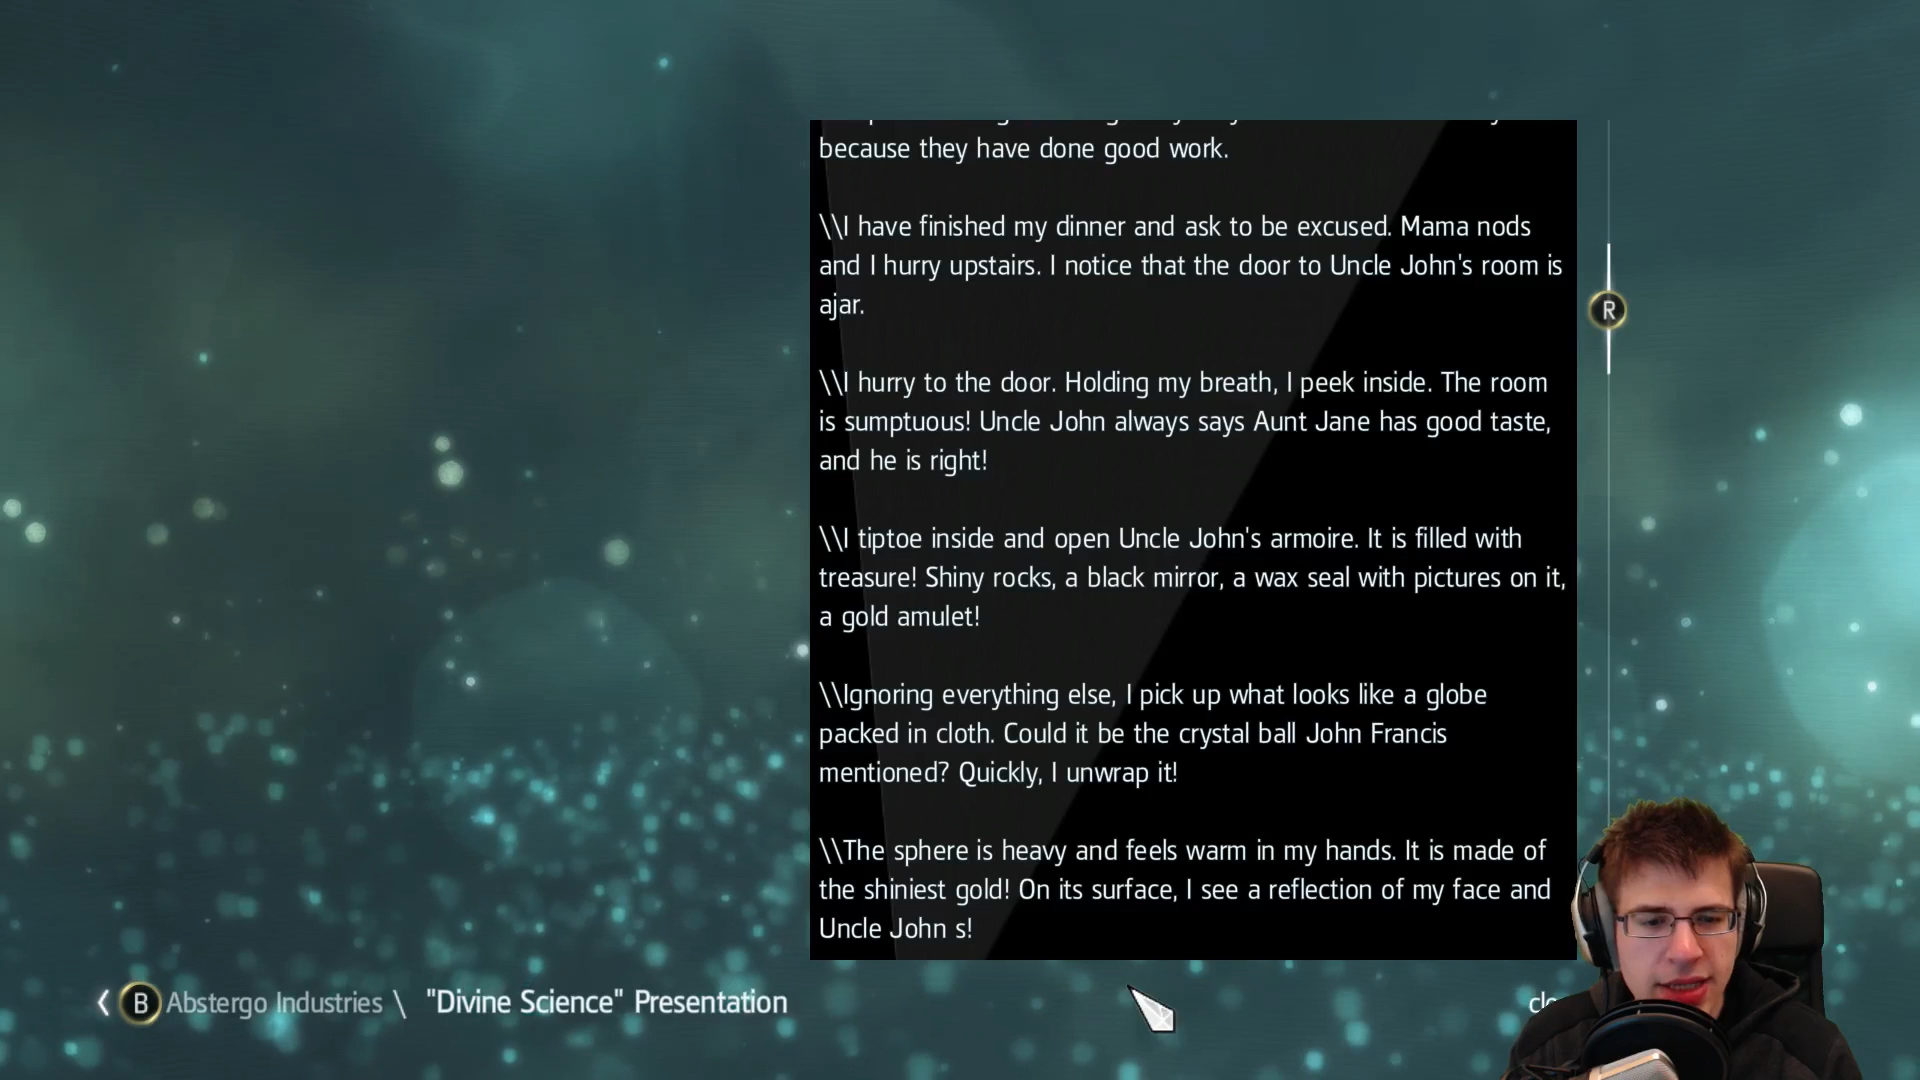 because they have done good work.
\\I have finished my dinner and ask to be excused. Mama nods
and I hurry upstairs. I notice that the door to Uncle John's room is
ajar.
\\I hurry to the door. Holding my breath, I peek inside. The room
is sumptuous! Uncle John always says Aunt Jane has good taste,
and he is right!
\\I tiptoe inside and open Uncle John's armoire. It is filled with
treasure! Shiny rocks, a black mirror, a wax seal with pictures on it,
a gold amulet!
\\Ignoring everything else, I pick up what looks like a globe
packed in cloth. Could it be the crystal ball John Francis
mentioned? Quickly, I unwrap it!
\\The sphere is heavy and feels warm in my hands. It is made of
the shiniest gold! On its surface, I see a reflection of my face and
Uncle John s!
R
B Abstergo Industries \ "Divine Science" Presentation